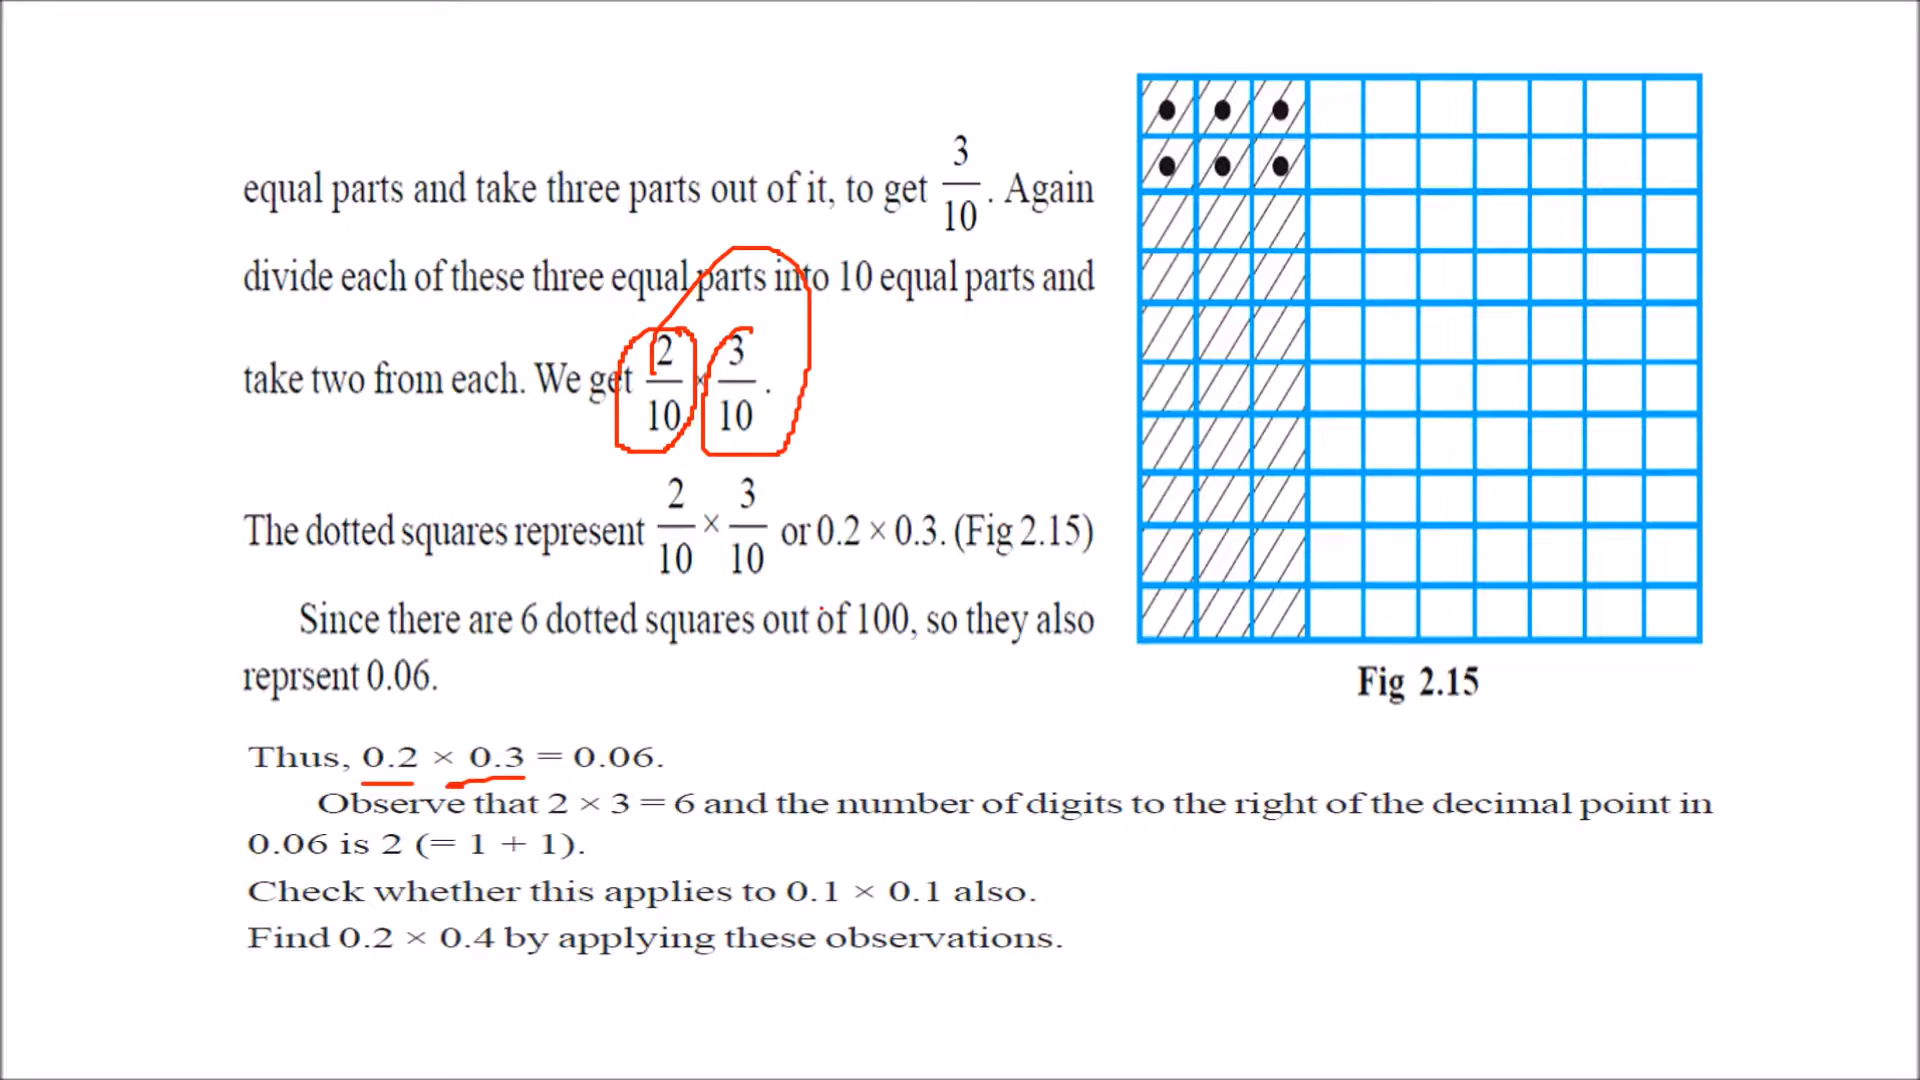 equal parts and take three parts out of it, to get 3/10. Again
divide each of these three equal parts into 10 equal parts and
take two from each. We get 2/10 × 3/10.
The dotted squares represent 2/10 × 3/10 or 0.2 × 0.3. (Fig 2.15)
Since there are 6 dotted squares out of 100, so they also
reprsent 0.06.
Fig 2.15
Thus, 0.2 × 0.3 = 0.06.
Observe that 2 × 3 = 6 and the number of digits to the right of the decimal point in
0.06 is 2 (= 1 + 1).
Check whether this applies to 0.1 × 0.1 also.
Find 0.2 × 0.4 by applying these observations.